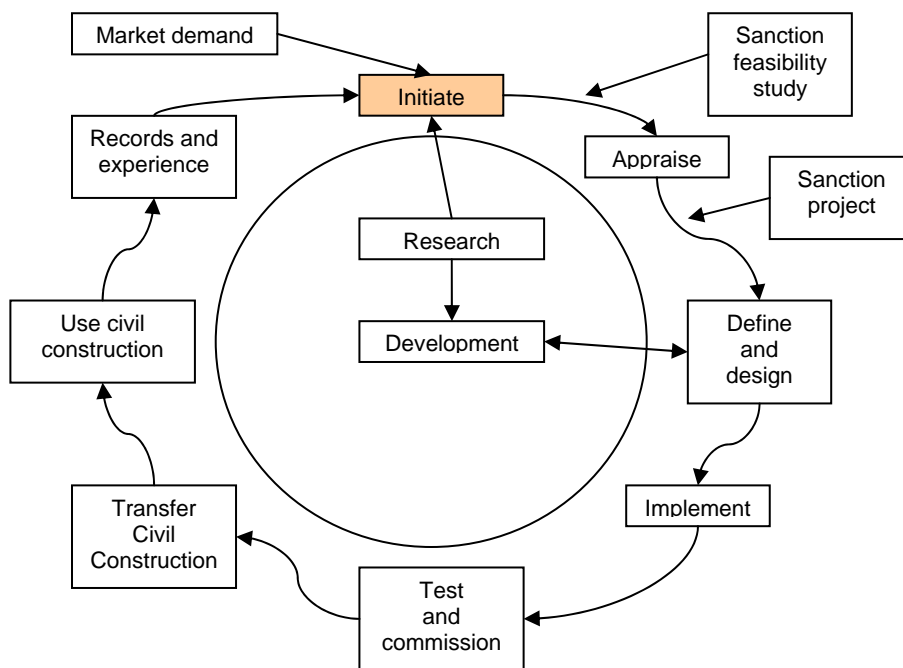 Market demand
Sanction
feasibility
study
Initiate
Records and
experience
Appraise
Sanction
project
Research
Use civil
construction
Development
Define
and
design
Transfer
Civil
Construction
Implement
Test
and
commission